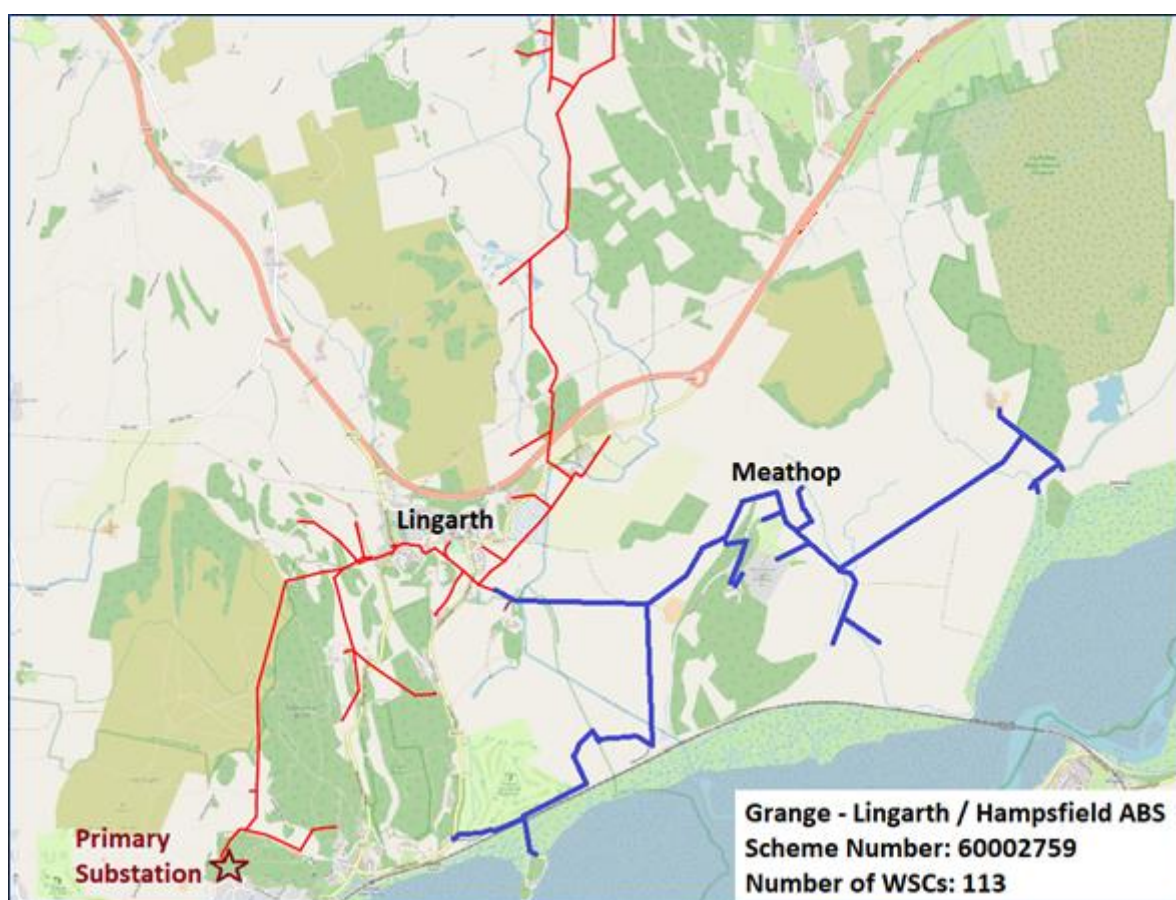 Meathop
Lingarth
Primary
Substation
Grange - Lingarth / Hampsfield ABS
Scheme Number: 60002759
Number of WSCs: 113